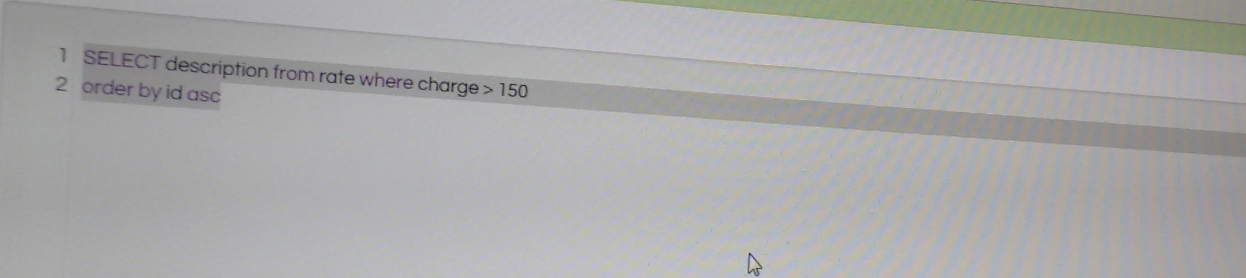 1 SELECT description from rate where charge > 150
2 order by id asc